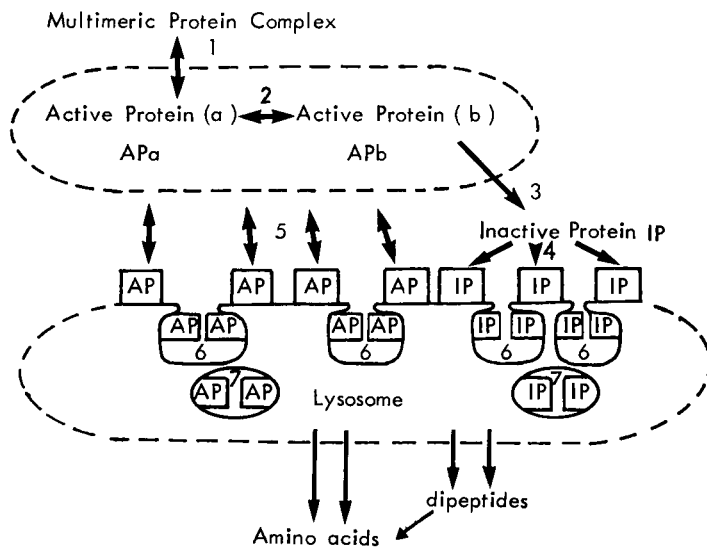 Multimeric Protein Complex
1
Active Protein (a) 2 Active Protein (b)
APa APb
3
5 Inactive Protein IP
4
AP AP AP AP IP IP IP
AP AP AP AP IP IP IP IP
6 6 6 6
7 7
AP AP IP IP
Lysosome
dipeptides
Amino acids